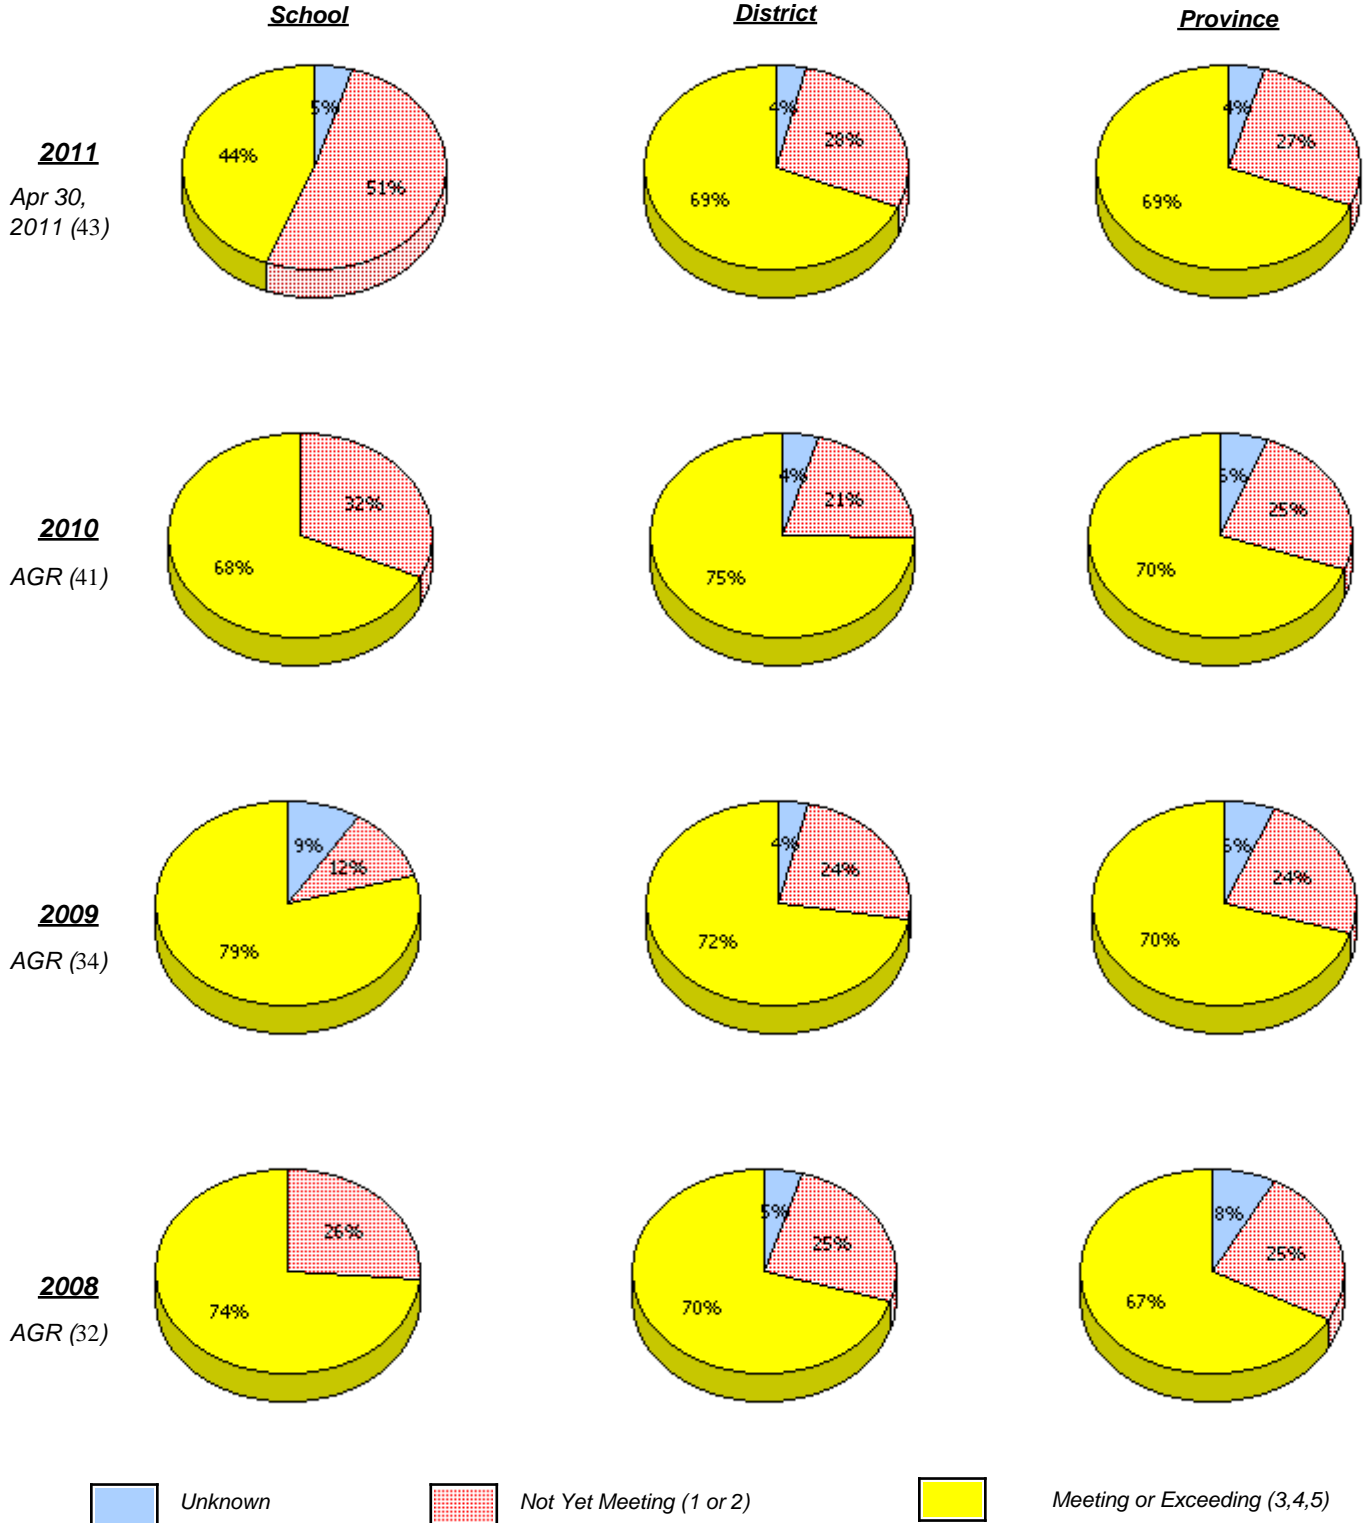 School District Province
5% 4% 4%
28% 27%
2011 44%
51%
Apr 30, 69% 69%
2011 (43)
4% 5%
32% 21% 25%
2010
68% 75% 70%
AGR (41)
9% 4% 5%
12% 24% 24%
2009
79% 72% 70%
AGR (34)
5% 8%
26% 25% 25%
2008
74% 70% 67%
AGR (32)
Unknown Not Yet Meeting (1 or 2) Meeting or Exceeding (3,4,5)